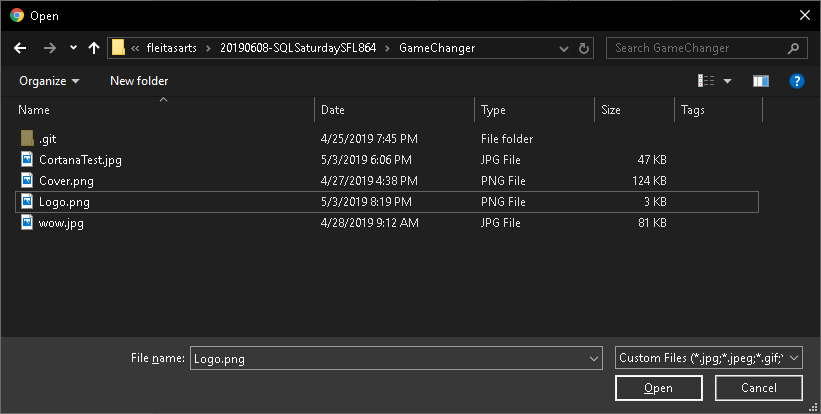 Open
« fleitasarts › 20190608-SQLSaturdaySFL864 › GameChanger Search GameChanger
Organize New folder ?
Name Date Type Size Tags
.git 4/25/2019 7:45 PM File folder
CortanaTest.jpg 5/3/2019 6:06 PM JPG File 47 KB
Cover.png 4/27/2019 4:38 PM PNG File 124 KB
Logo.png 5/3/2019 8:19 PM PNG File 3 KB
wow.jpg 4/28/2019 9:12 AM JPG File 81 KB
File name: Logo.png Custom Files (*.jpg;*.jpeg;*.gif;*
Open Cancel